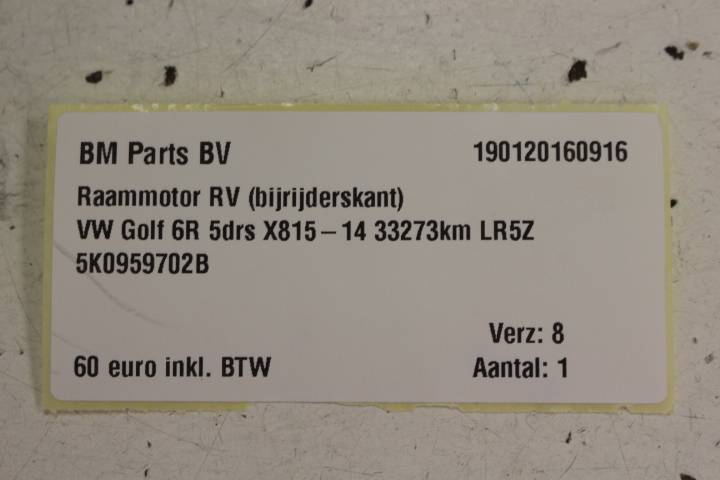 BM Parts BV 190120160916
Raammotor RV (bijrijderskant)
VW Golf 6R 5drs X815-14 33273km LR5Z
5K0959702B
Verz: 8
60 euro inkl. BTW Aantal: 1